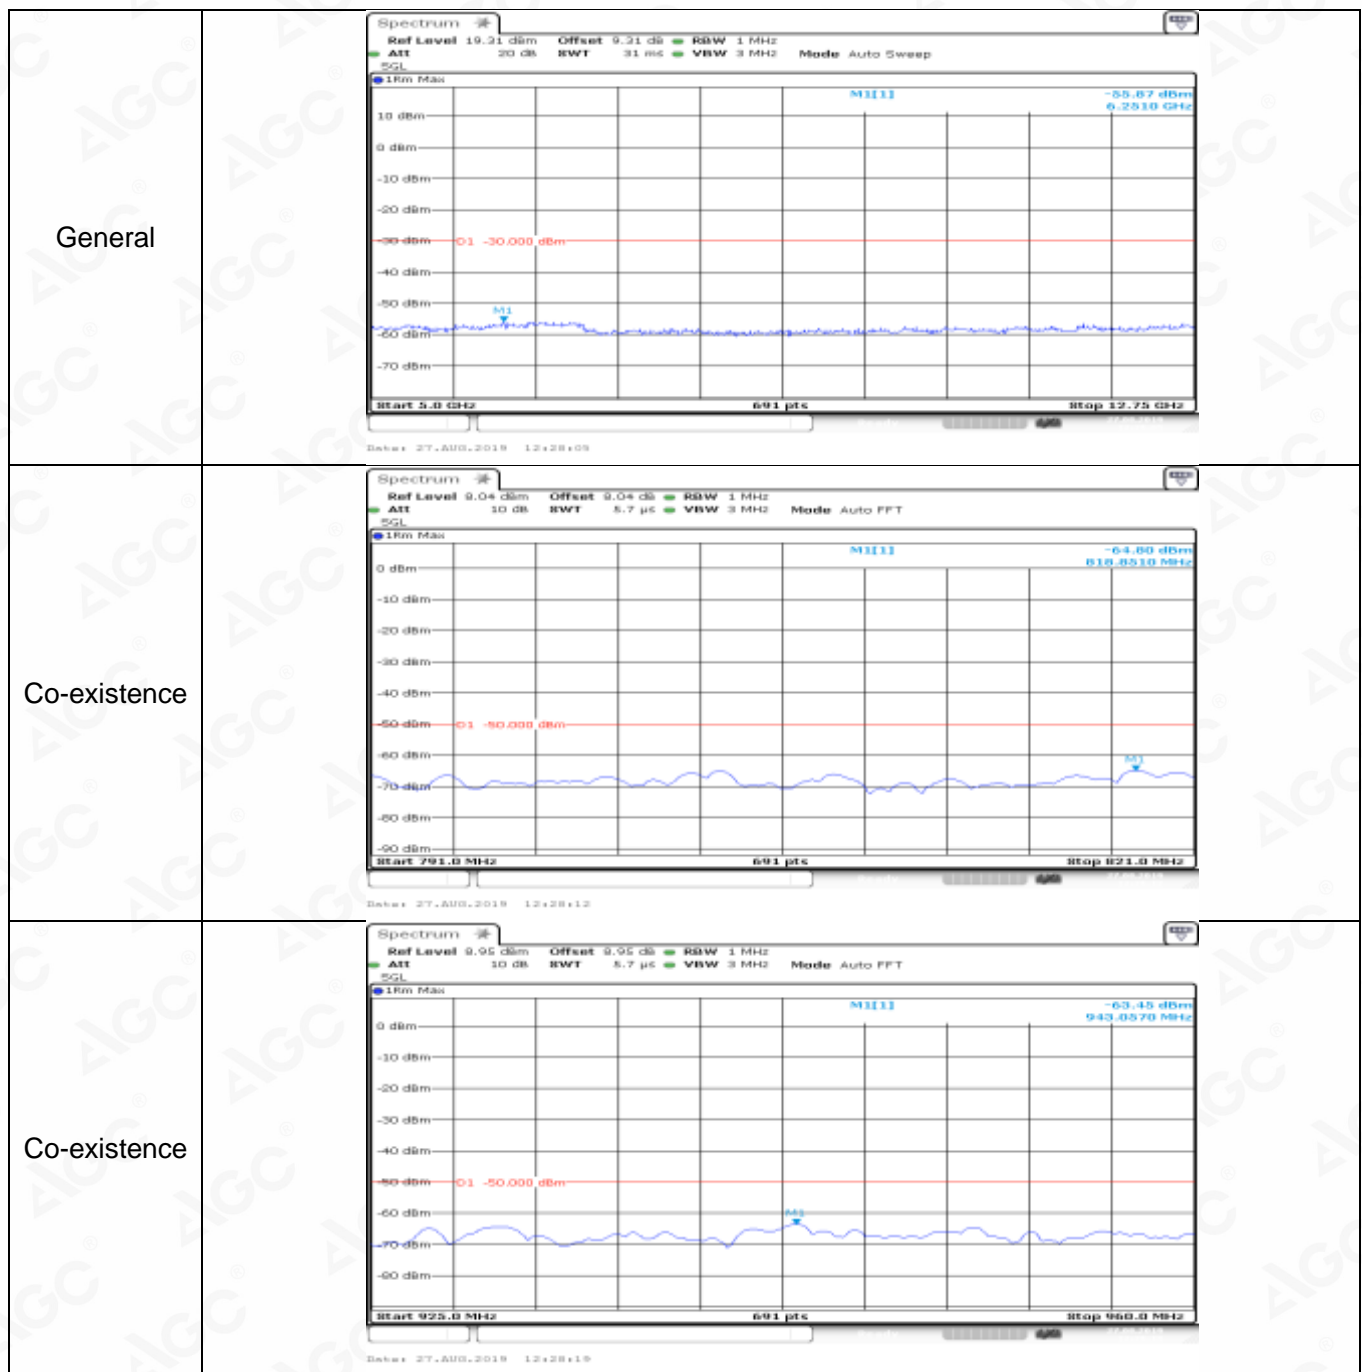 General
Spectrum
Ref Level 19.31 dBm Offset 9.31 dB RBW 1 MHz
Att 20 dB SWT 31 ms VBW 3 MHz Mode Auto Sweep
SGL
1Rm Max
M1[1] -55.87 dBm
6.2510 GHz
10 dBm
0 dBm
-10 dBm
-20 dBm
-30 dBm D1 -30.000 dBm
-40 dBm
-50 dBm
M1
-60 dBm
-70 dBm
Start 5.0 GHz 691 pts Stop 12.75 GHz
Date: 27.AUG.2019 12:28:05
Co-existence
Spectrum
Ref Level 8.04 dBm Offset 8.04 dB RBW 1 MHz
Att 10 dB SWT 5.7 µs VBW 3 MHz Mode Auto FFT
SGL
1Rm Max
M1[1] -64.80 dBm
818.8510 MHz
0 dBm
-10 dBm
-20 dBm
-30 dBm
-40 dBm
-50 dBm D1 -50.000 dBm
-60 dBm
M1
-70 dBm
-80 dBm
-90 dBm
Start 791.0 MHz 691 pts Stop 821.0 MHz
Date: 27.AUG.2019 12:28:12
Co-existence
Spectrum
Ref Level 8.95 dBm Offset 8.95 dB RBW 1 MHz
Att 10 dB SWT 5.7 µs VBW 3 MHz Mode Auto FFT
SGL
1Rm Max
M1[1] -63.45 dBm
943.0570 MHz
0 dBm
-10 dBm
-20 dBm
-30 dBm
-40 dBm
-50 dBm D1 -50.000 dBm
-60 dBm
M1
-70 dBm
-80 dBm
Start 925.0 MHz 691 pts Stop 960.0 MHz
Date: 27.AUG.2019 12:28:19